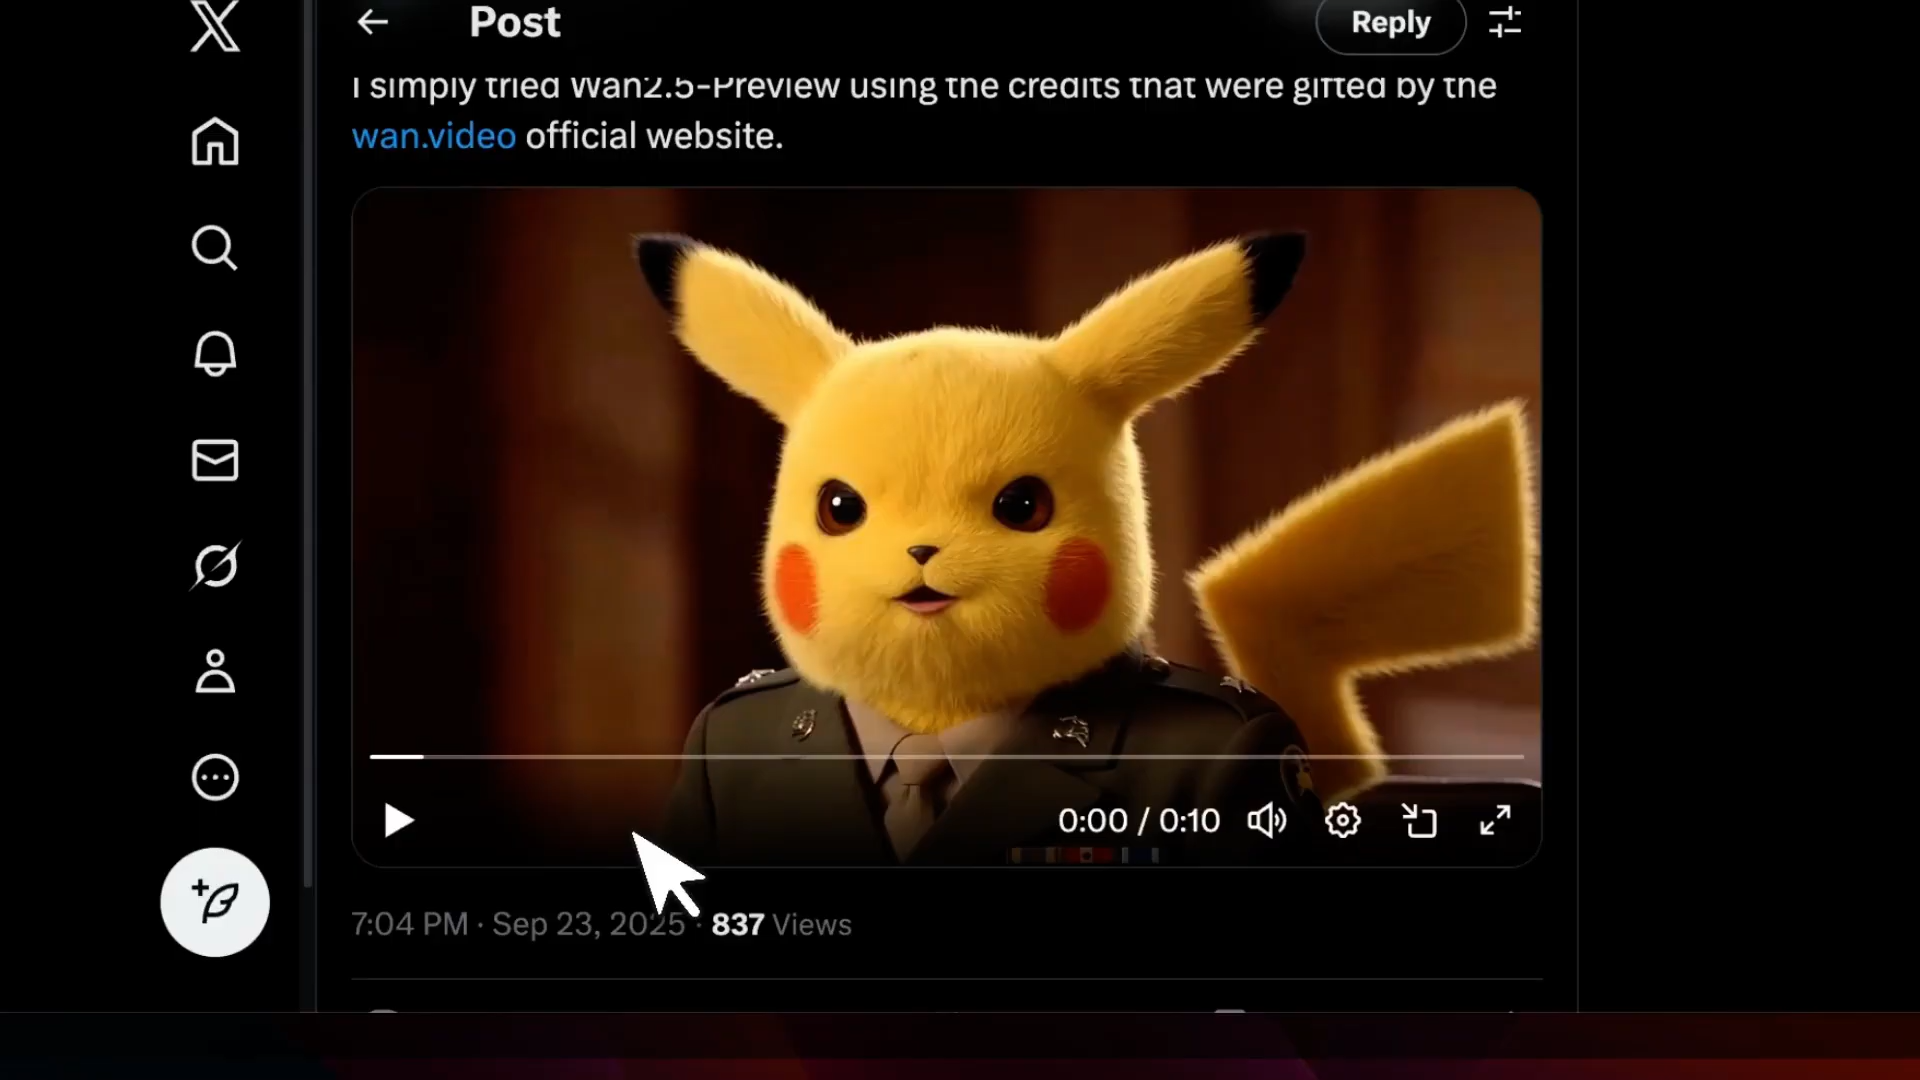 Post
Reply
I simply tried Wan2.5-Preview using the credits that were gifted by the
wan.video official website.
0:00 / 0:10
7:04 PM · Sep 23, 2025 · 837 Views